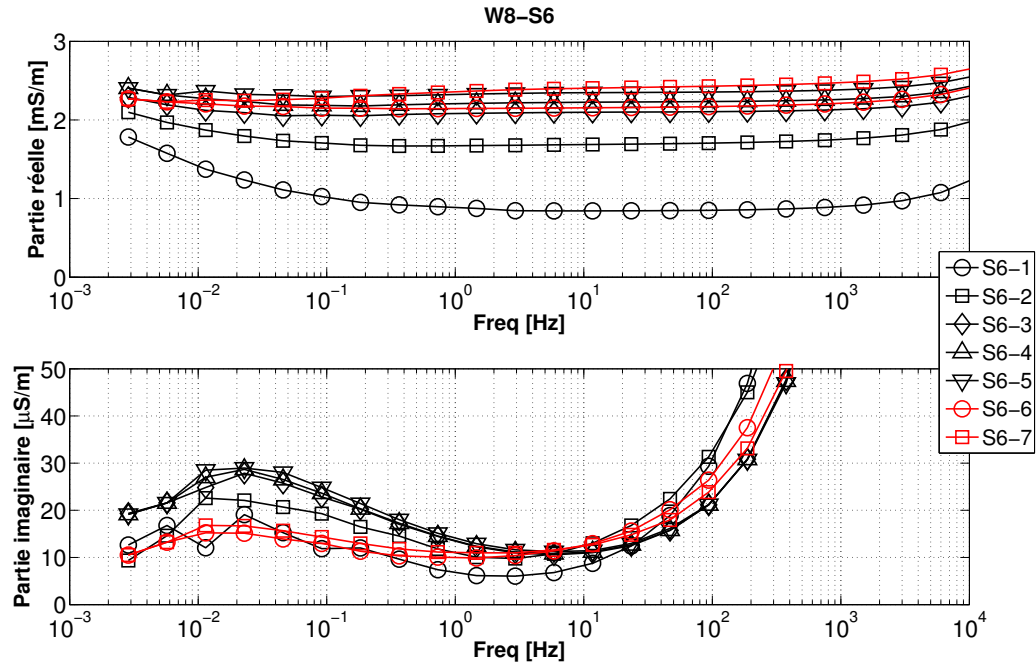 W8−S6
Partie réelle [mS/m]
3
2
1
0
10−3 10−2 10−1 100 101 102 103 104
Freq [Hz]
S6−1
S6−2
S6−3
S6−4
S6−5
S6−6
S6−7
Partie imaginaire [µS/m]
50
40
30
20
10
0
10−3 10−2 10−1 100 101 102 103 104
Freq [Hz]